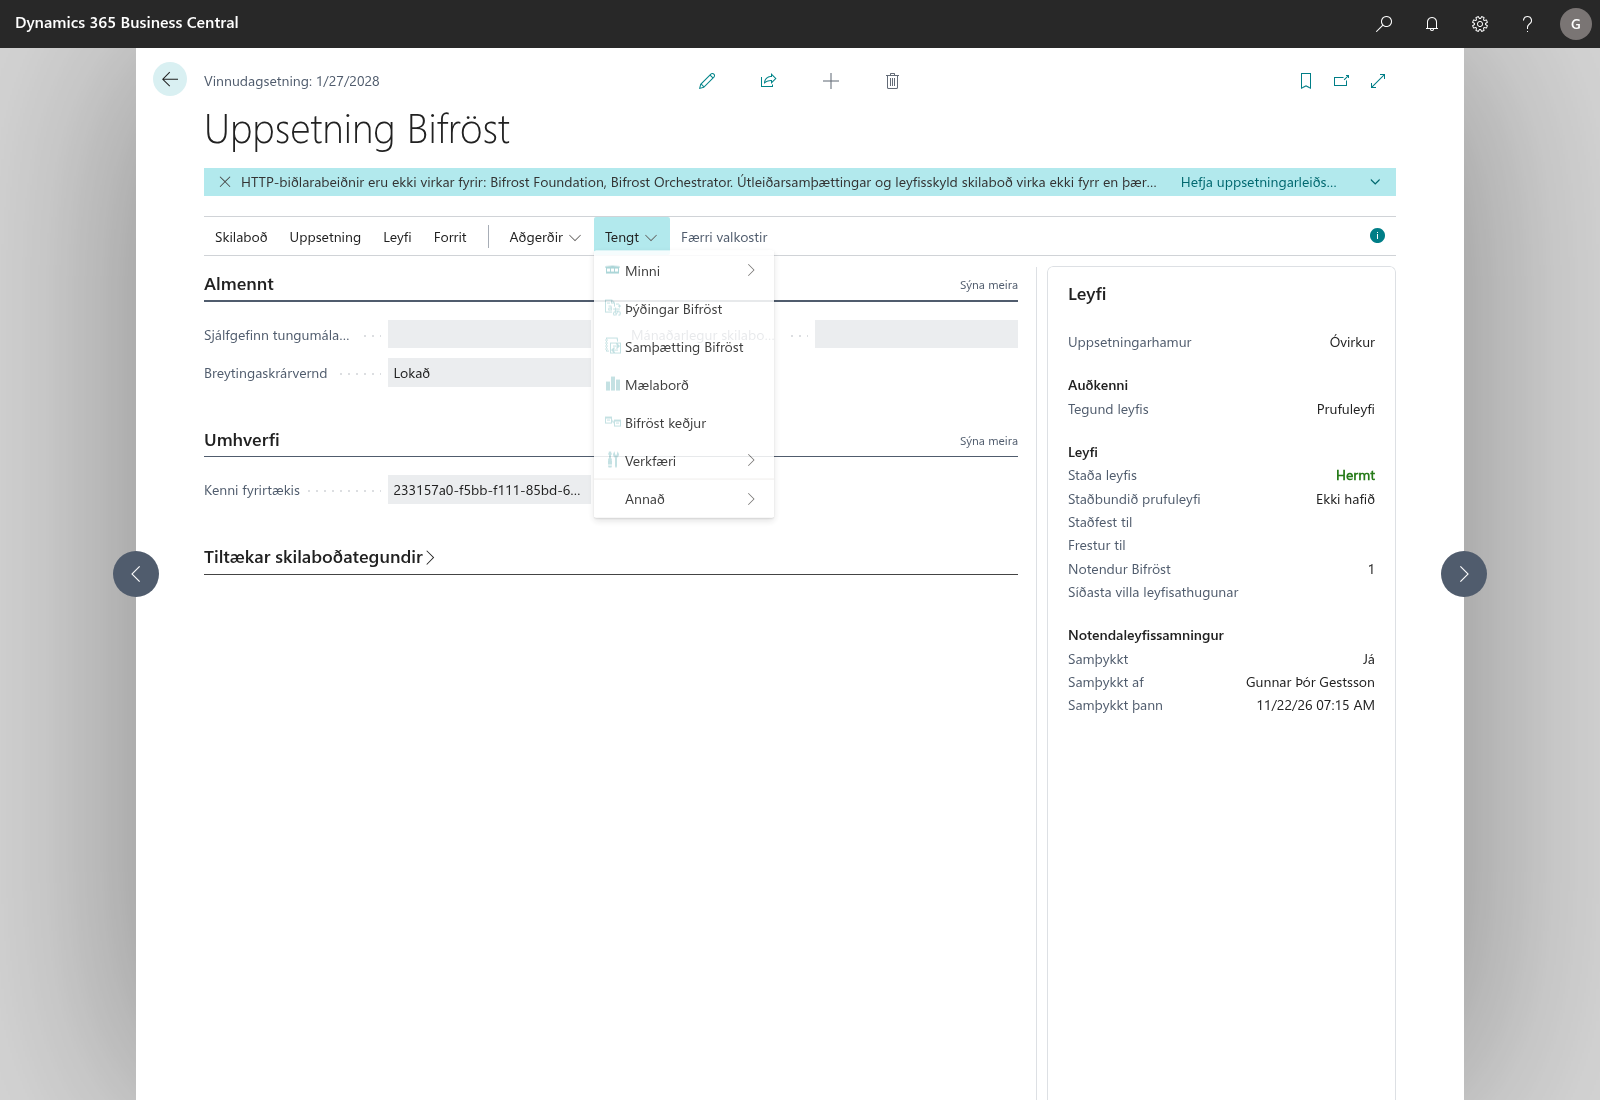 Dynamics 365 Business Central
G
Vinnudagsetning: 1/27/2028
Uppsetning Bifröst
HTTP-biðlarabeiðnir eru ekki virkar fyrir: Bifrost Foundation, Bifrost Orchestrator. Útleiðarsamþættingar og leyfisskyld skilaboð virka ekki fyrr en þær...
Hefja uppsetningarleiðs...
Skilaboð
Uppsetning
Leyfi
Forrit
Aðgerðir
Tengt
Færri valkostir
Minni
Þýðingar Bifröst
Samþætting Bifröst
Mælaborð
Bifröst keðjur
Verkfæri
Annað
Almennt
Sýna meira
Sjálfgefinn tungumála...
Mánaðarlegur skilabo...
Breytingaskrárvernd
Lokað
Umhverfi
Sýna meira
Kenni fyrirtækis
233157a0-f5bb-f111-85bd-6...
Tiltækar skilaboðategundir
Leyfi
Uppsetningarhamur Óvirkur
Auðkenni
Tegund leyfis Prufuleyfi
Leyfi
Staða leyfis Hermt
Staðbundið prufuleyfi Ekki hafið
Staðfest til
Frestur til
Notendur Bifröst 1
Síðasta villa leyfisathugunar
Notendaleyfissamningur
Samþykkt Já
Samþykkt af Gunnar Þór Gestsson
Samþykkt þann 11/22/26 07:15 AM